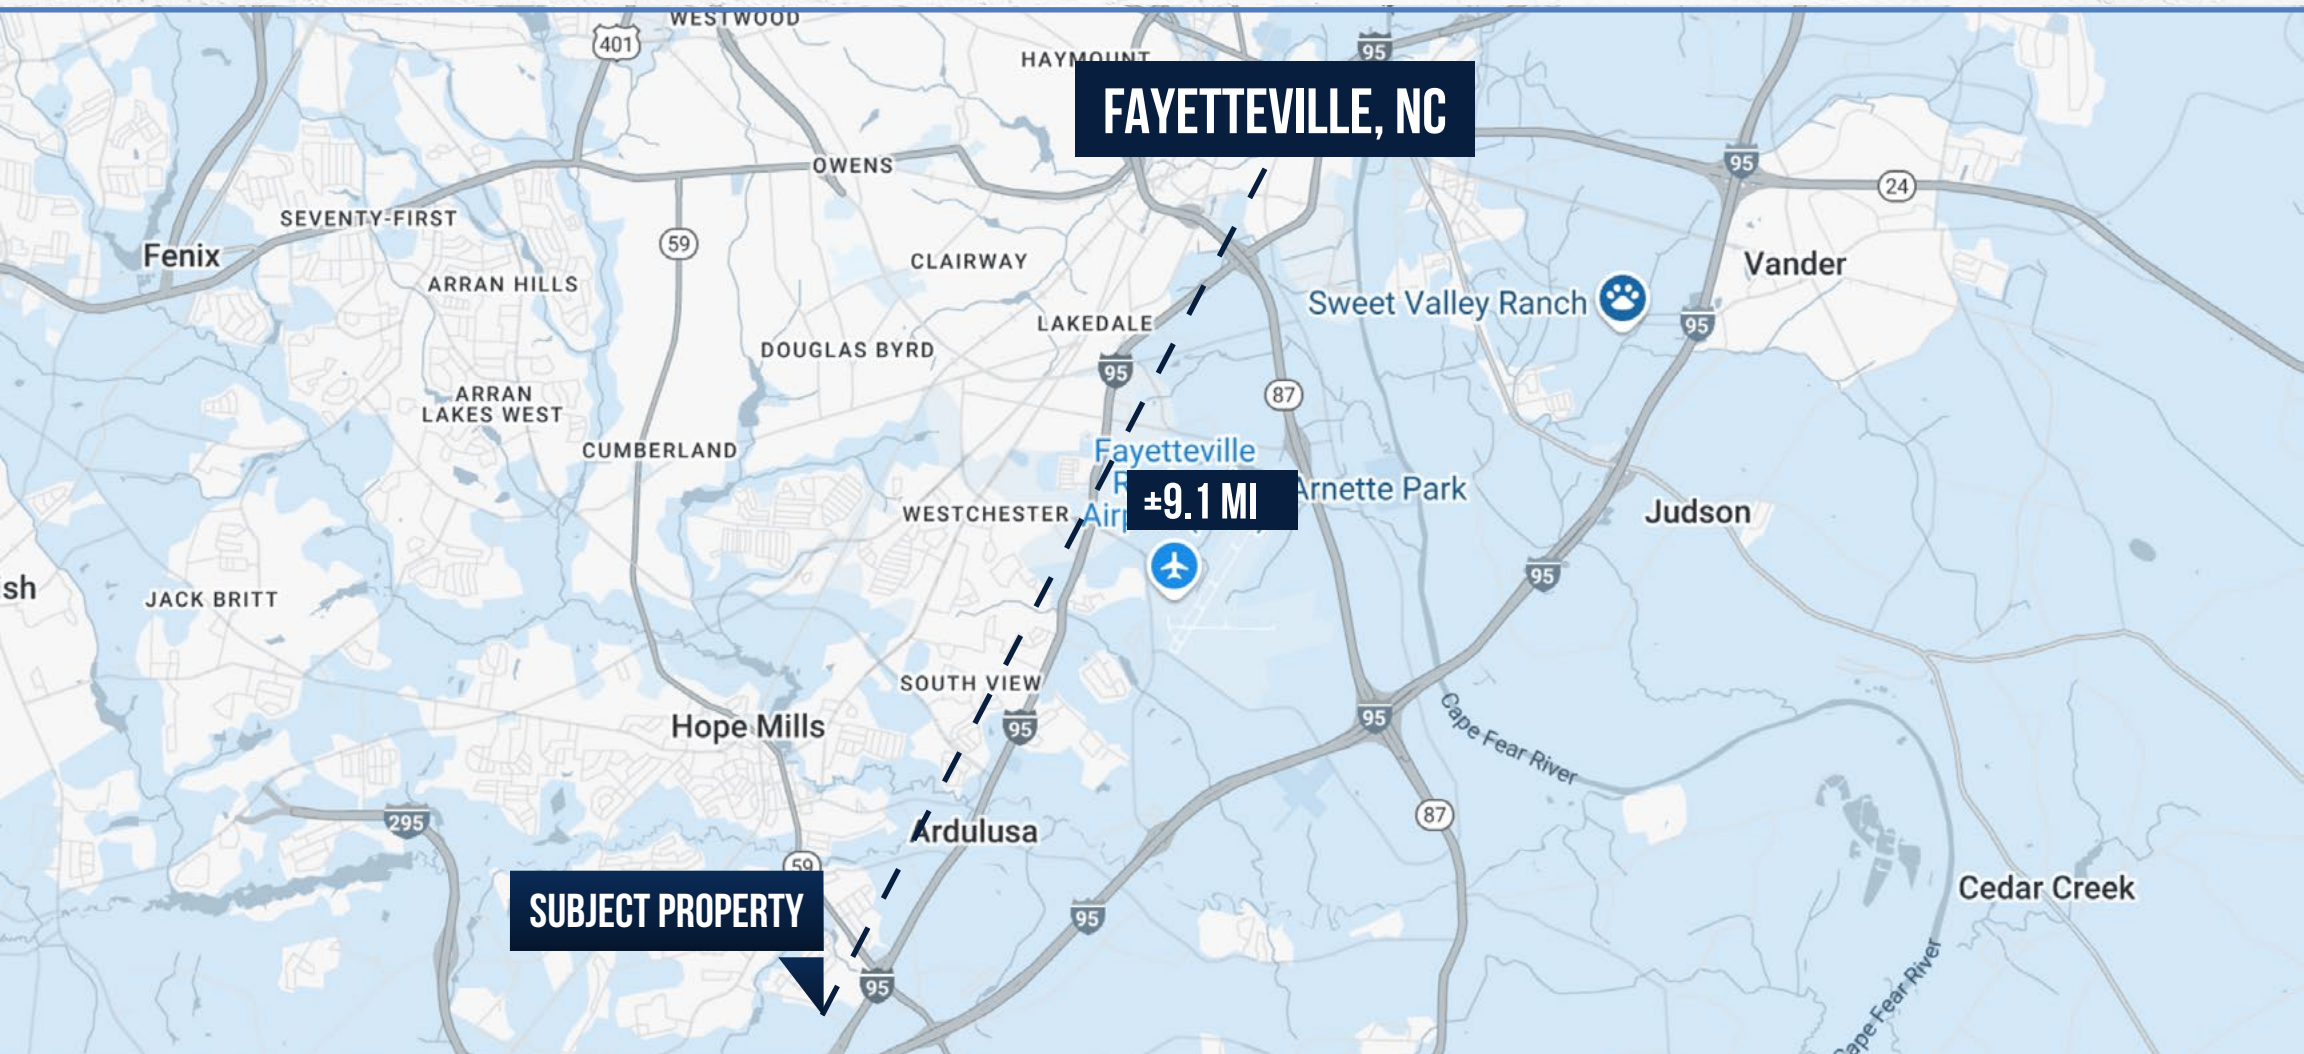 WESTWOOD
401
HAYMOUNT
95
FAYETTEVILLE, NC
OWENS
95
24
SEVENTY-FIRST
59
Fenix
CLAIRWAY
Vander
ARRAN HILLS
Sweet Valley Ranch
LAKEDALE
95
DOUGLAS BYRD
95
87
ARRAN
LAKES WEST
CUMBERLAND
Fayetteville
±9.1 MI
Arnette Park
WESTCHESTER
Judson
95
sh
JACK BRITT
SOUTH VIEW
Hope Mills
95
95
Cape Fear River
295
Ardulusa
87
59
SUBJECT PROPERTY
Cedar Creek
95
95
Cape Fear River